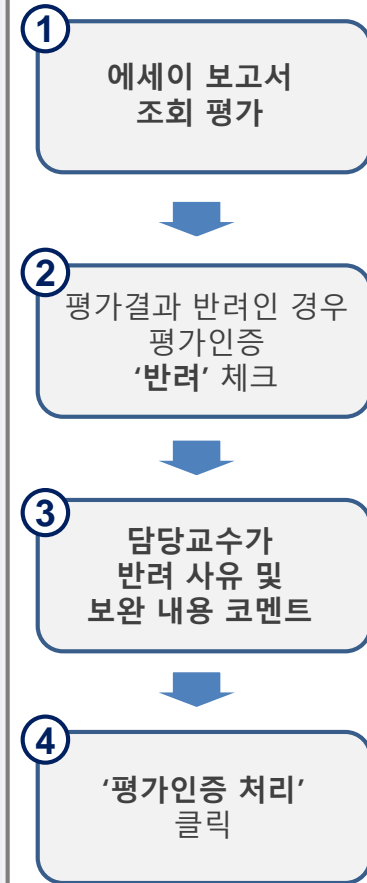 1
에세이 보고서
조회 평가
2
평가결과 반려인 경우
평가인증
‘반려’ 체크
3
담당교수가
반려 사유 및
보완 내용 코멘트
4
‘평가인증 처리’
클릭